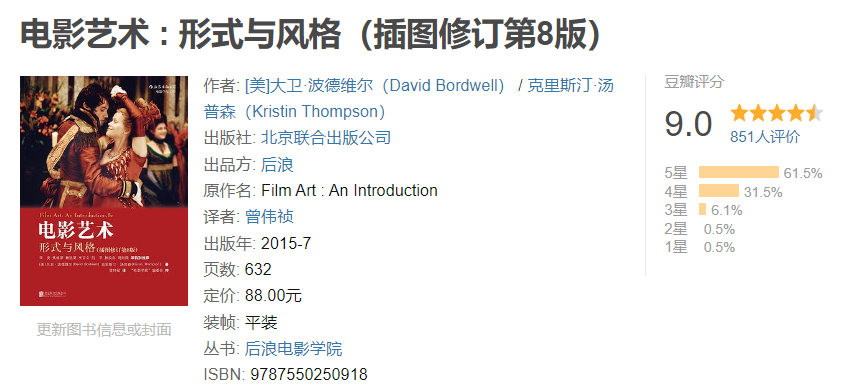 电影艺术：形式与风格（插图修订第8版）
作者: [美]大卫·波德维尔（David Bordwell） / 克里斯汀·汤
普森（Kristin Thompson）
出版社: 北京联合出版公司
出品方: 后浪
原作名: Film Art : An Introduction
译者: 曾伟祯
出版年: 2015-7
页数: 632
定价: 88.00元
装帧: 平装
丛书: 后浪电影学院
ISBN: 9787550250918
Film Art: An Introduction, 8e
电影艺术
形式与风格(插图修订第8版)
更新图书信息或封面
豆瓣评分
9.0
851人评价
5星 61.5%
4星 31.5%
3星 6.1%
2星 0.5%
1星 0.5%